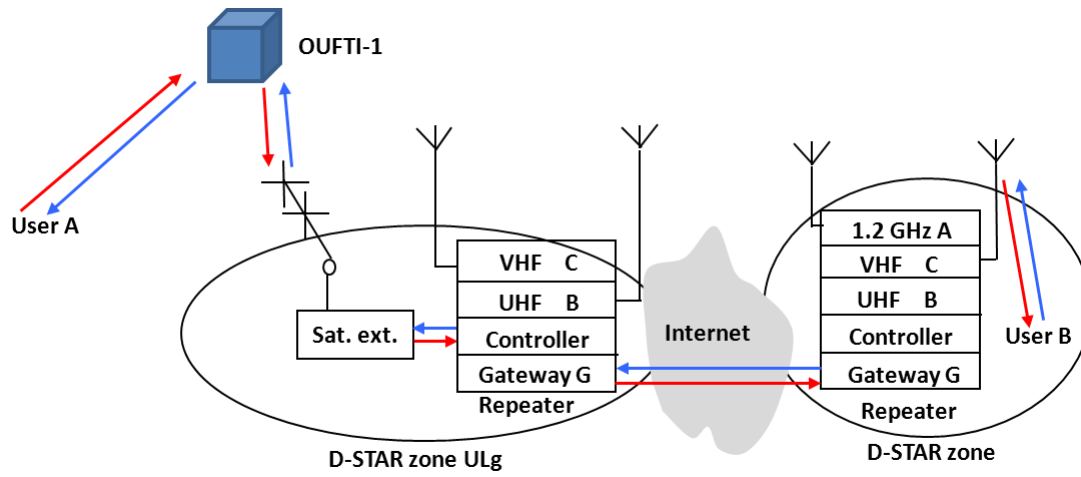 OUFTI-1
User A
Sat. ext.
VHF C
UHF B
Controller
Gateway G
Repeater
D-STAR zone ULg
Internet
1.2 GHz A
VHF C
UHF B
Controller
Gateway G
Repeater
User B
D-STAR zone